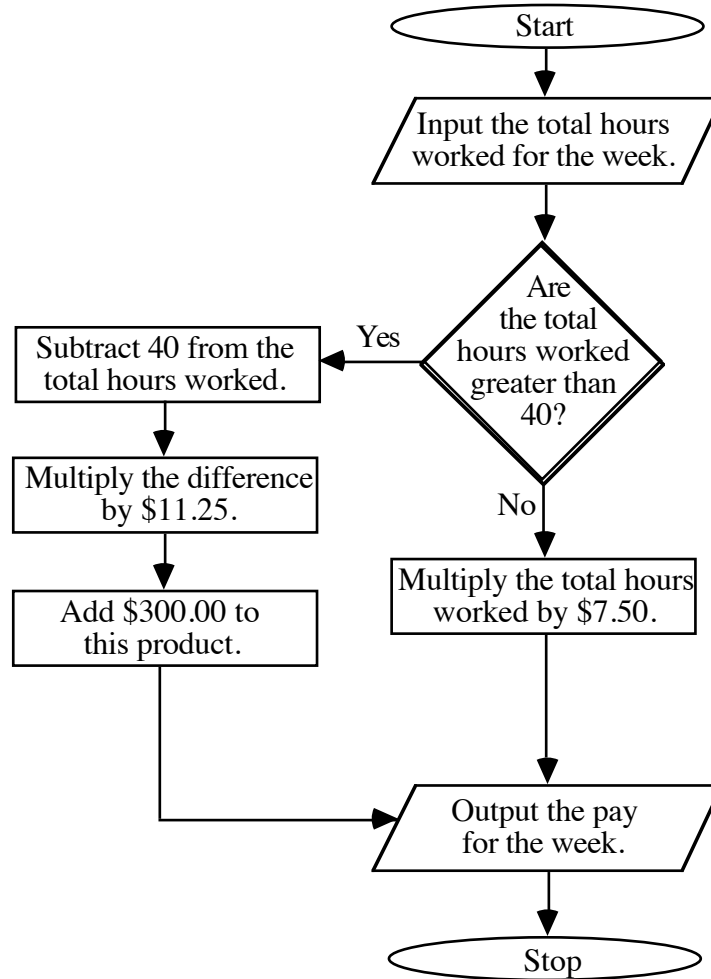 Start
Input the total hours
worked for the week.
Are
the total
hours worked
greater than
40?
Yes
Subtract 40 from the
total hours worked.
Multiply the difference
by $11.25.
Add $300.00 to
this product.
No
Multiply the total hours
worked by $7.50.
Output the pay
for the week.
Stop